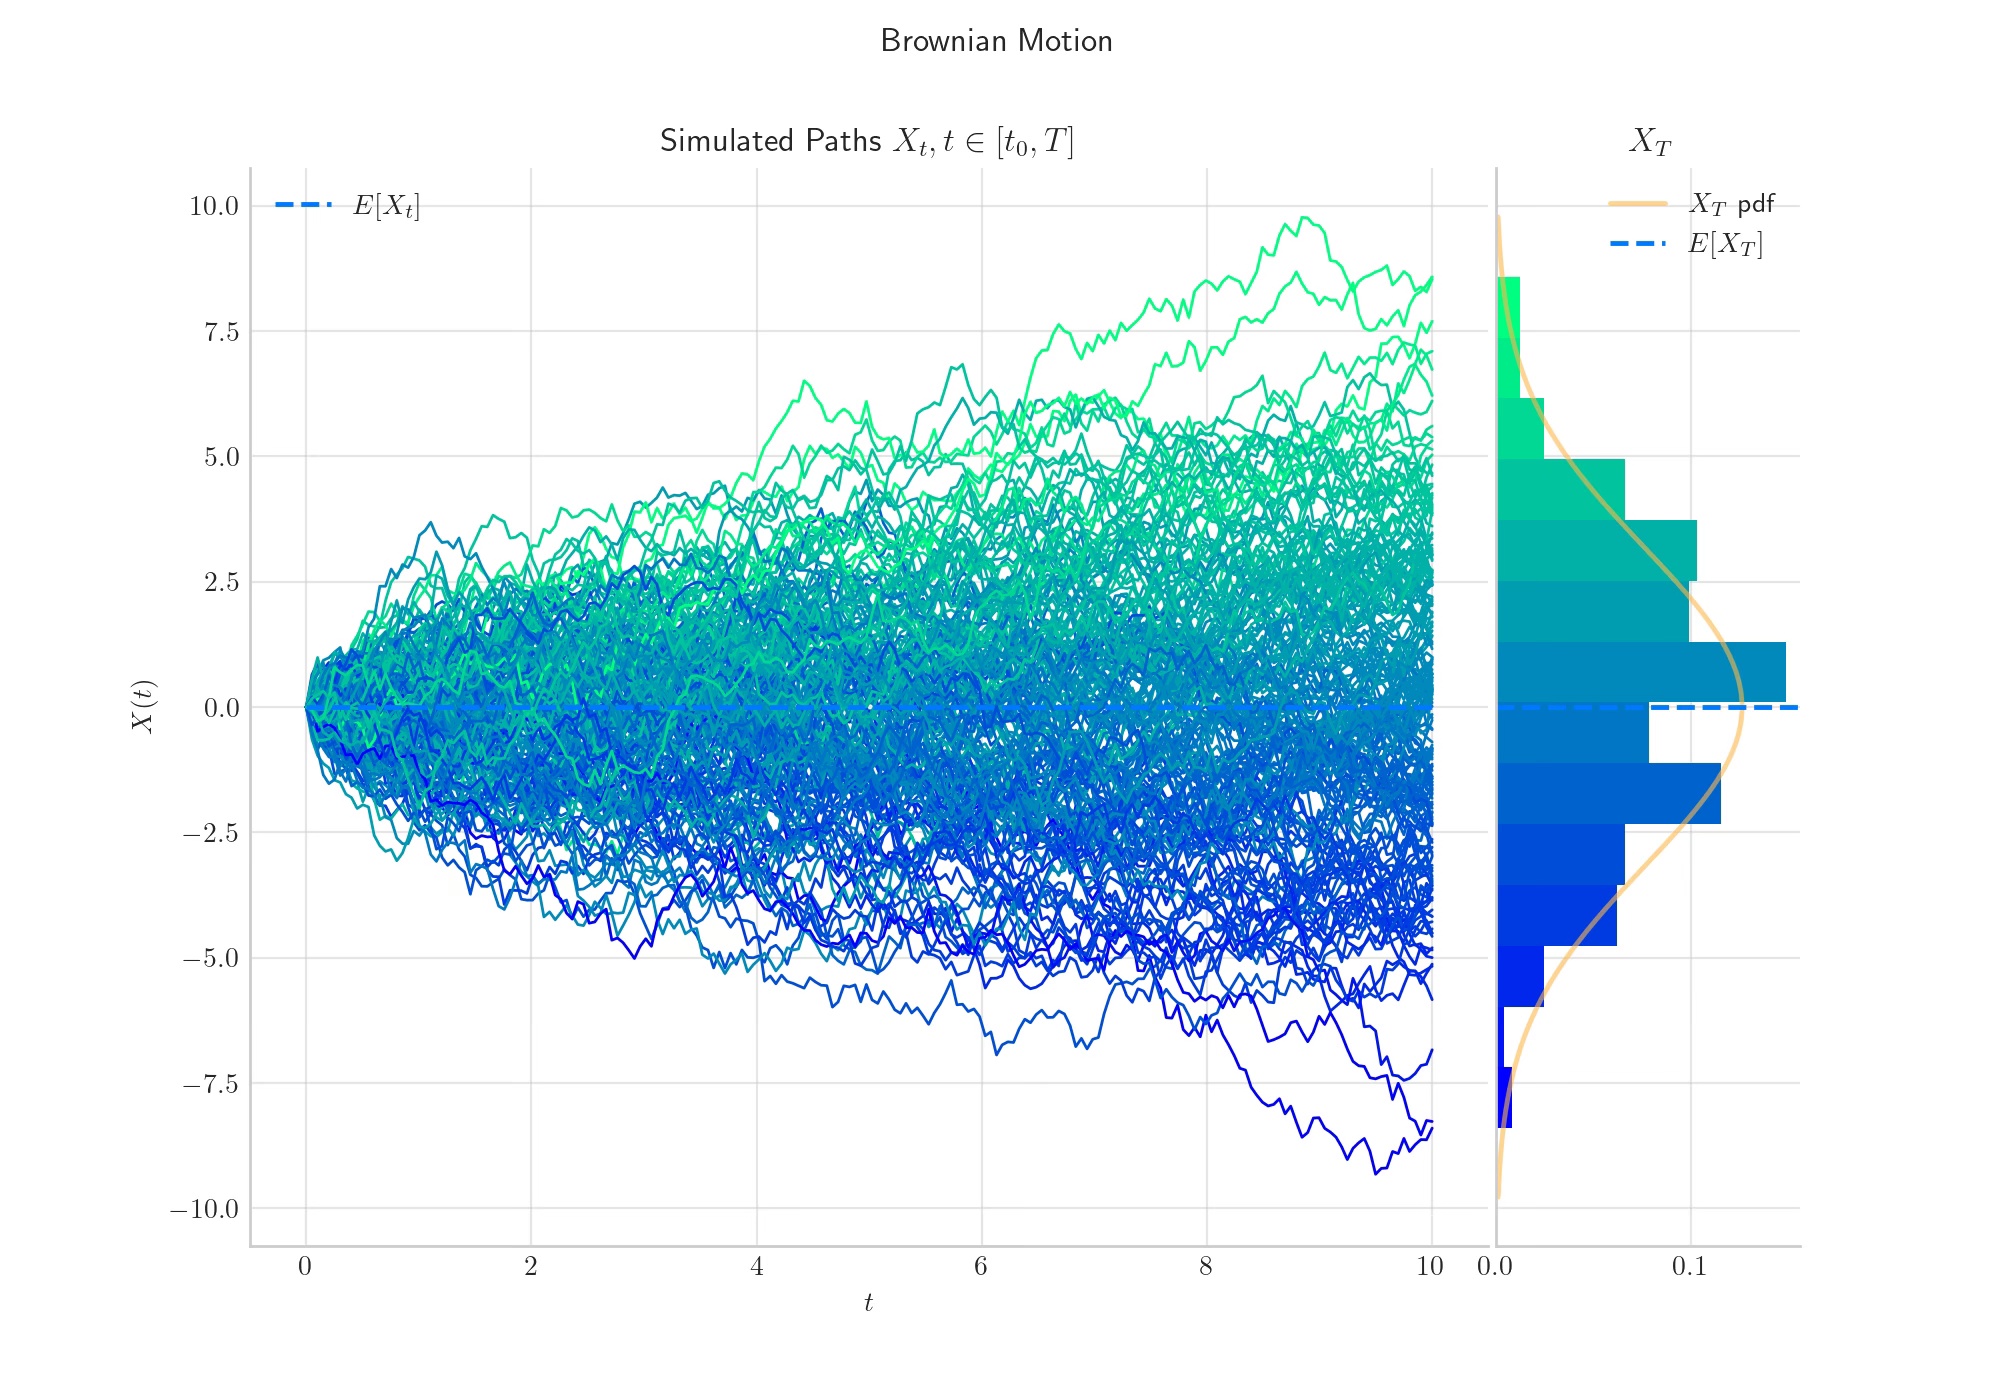 Brownian Motion
Simulated Paths $X_t, t \in [t_0, T]$
$X_T$
$E[X_t]$
$X_T$ pdf
$E[X_T]$
10.0
7.5
5.0
2.5
0.0
−2.5
−5.0
−7.5
−10.0
$X(t)$
0 2 4 6 8 10
0.0 0.1
$t$